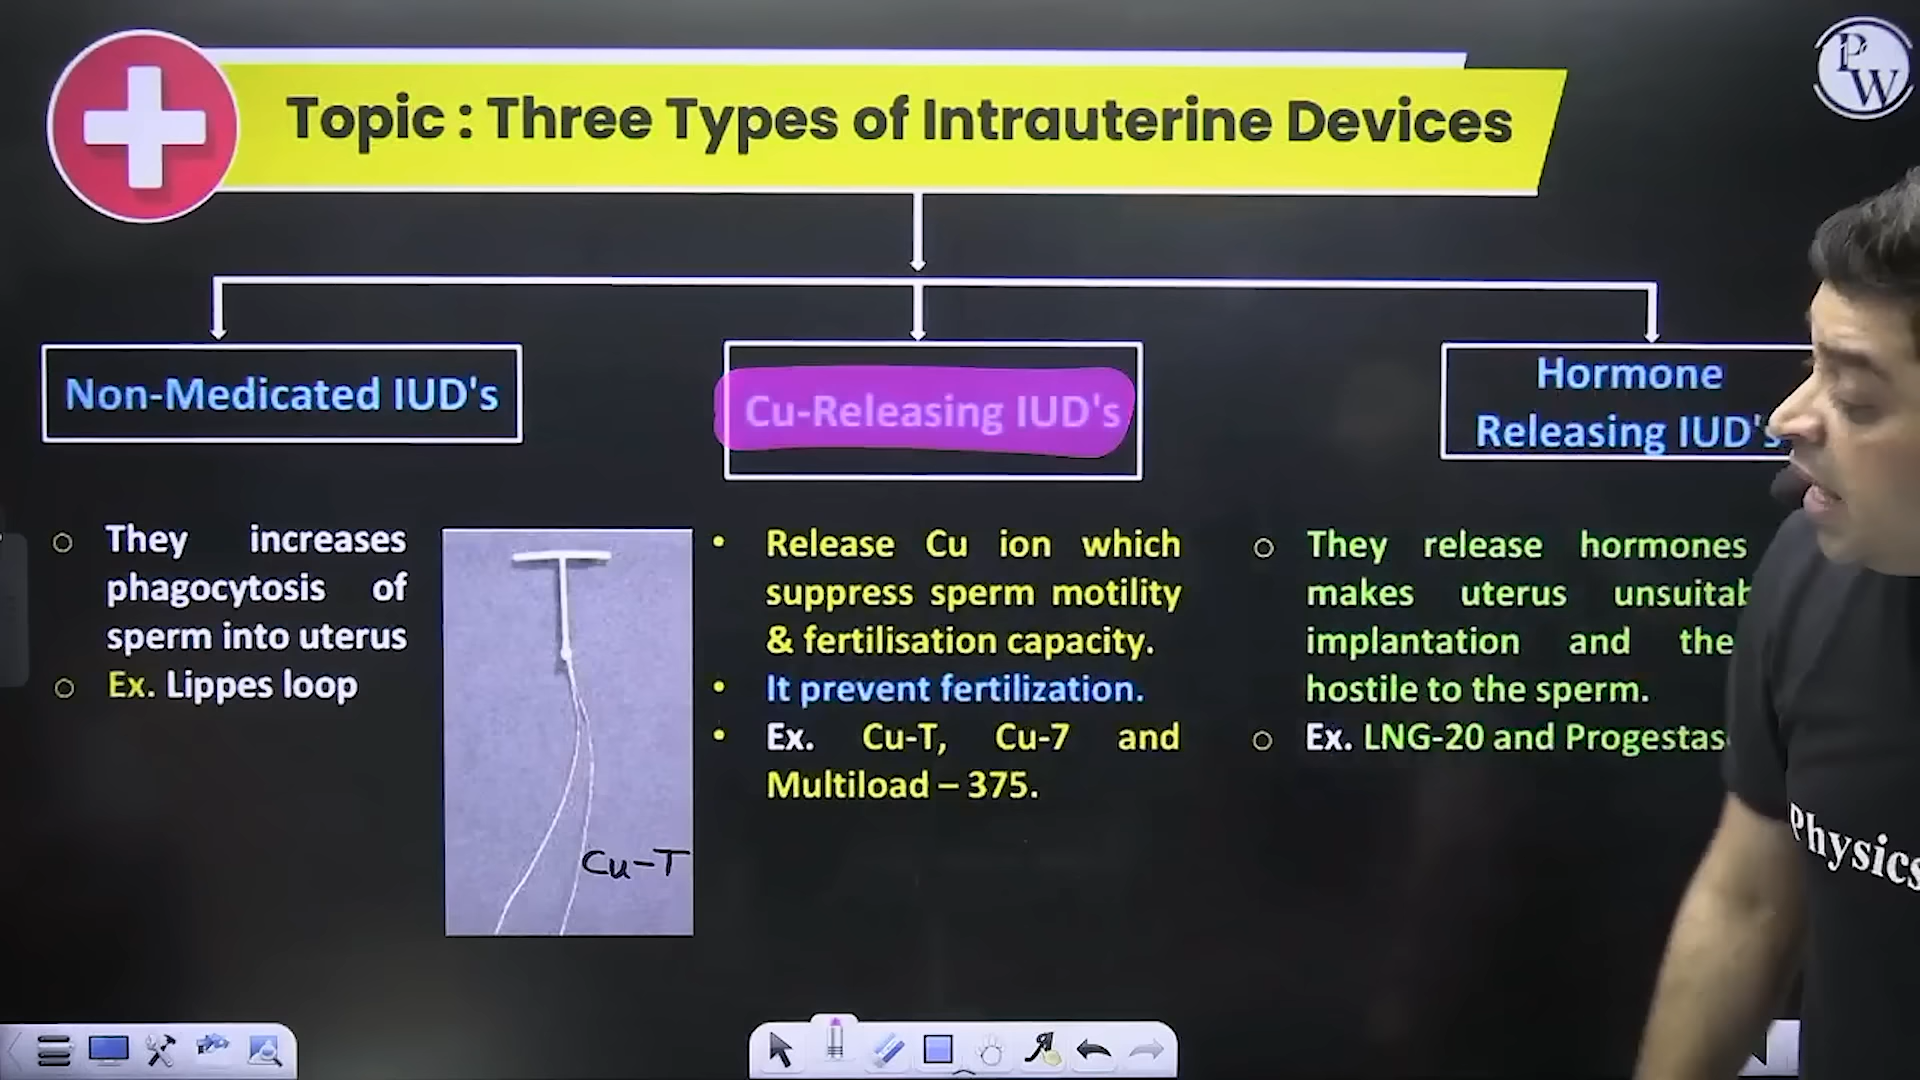 Topic : Three Types of Intrauterine Devices
PW
Non-Medicated IUD's
Cu-Releasing IUD's
Hormone
Releasing IUD's
They increases
phagocytosis of
sperm into uterus
Ex. Lippes loop
Cu-T
Release Cu ion which
suppress sperm motility
& fertilisation capacity.
It prevent fertilization.
Ex. Cu-T, Cu-7 and
Multiload – 375.
They release hormones
makes uterus
implantation and the
hostile to the sperm.
Ex. LNG-20 and
Physics